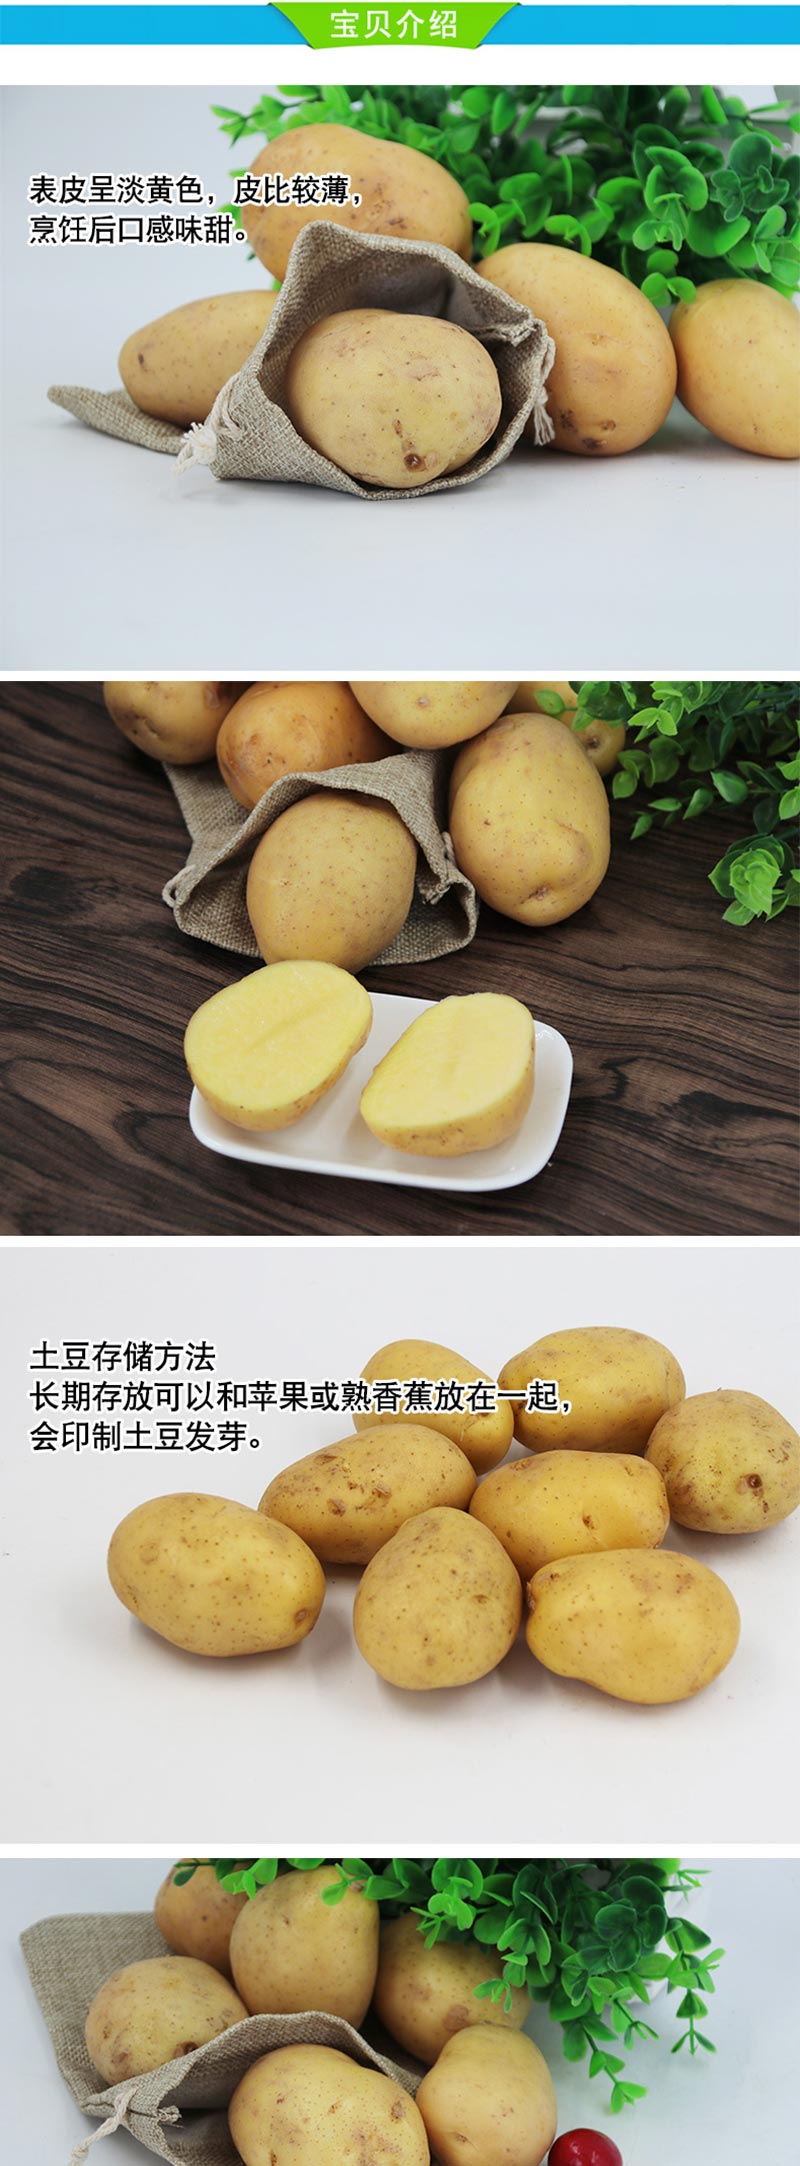 宝贝介绍
表皮呈淡黄色，皮比较薄，
烹饪后口感味甜。
土豆存储方法
长期存放可以和苹果或熟香蕉放在一起，
会印制土豆发芽。